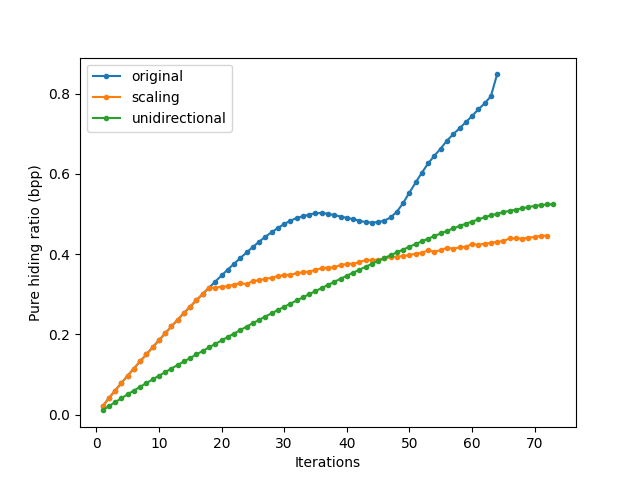 original
scaling
unidirectional
Pure hiding ratio (bpp)
0.8
0.6
0.4
0.2
0.0
0 10 20 30 40 50 60 70
Iterations